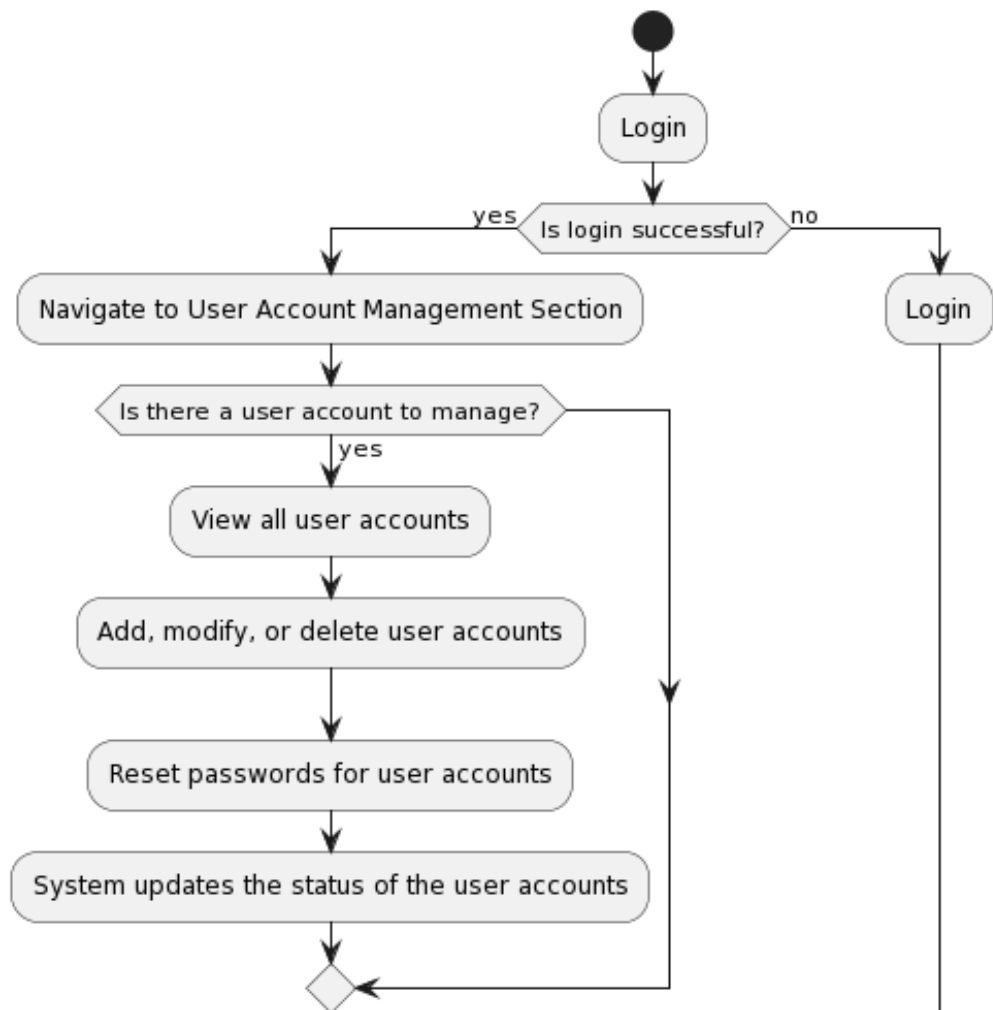 Login
yes
Is login successful?
no
Navigate to User Account Management Section
Login
Is there a user account to manage?
yes
View all user accounts
Add, modify, or delete user accounts
Reset passwords for user accounts
System updates the status of the user accounts